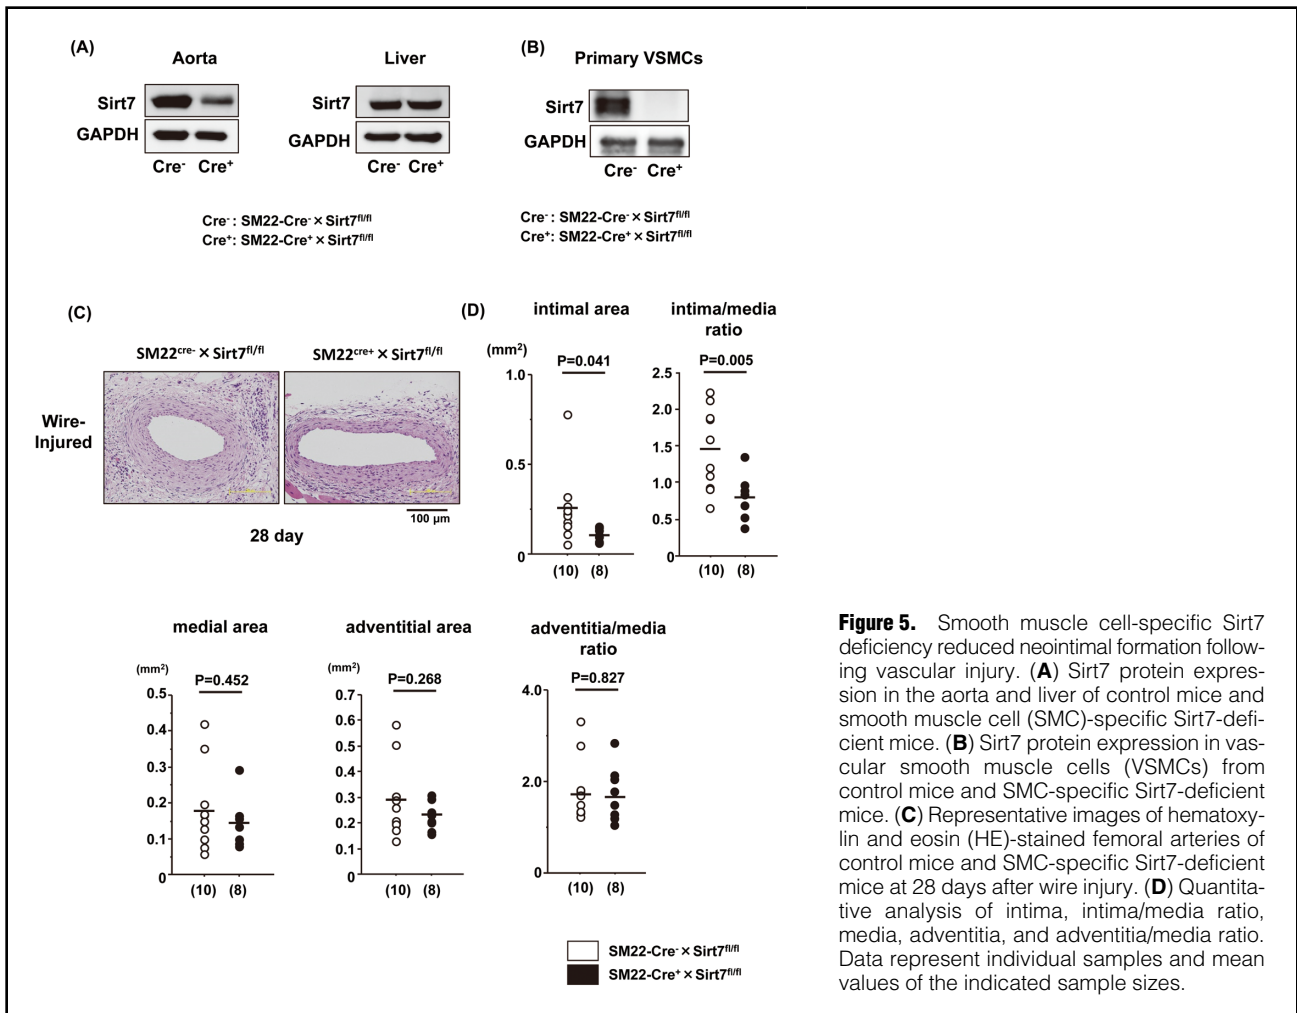 (A)
Aorta
Liver
Sirt7
GAPDH
Cre⁻ Cre⁺
Sirt7
GAPDH
Cre⁻ Cre⁺
Cre⁻: SM22-Cre⁻ × Sirt7fl/fl
Cre⁺: SM22-Cre⁺ × Sirt7fl/fl
(B)
Primary VSMCs
Sirt7
GAPDH
Cre⁻ Cre⁺
Cre⁻: SM22-Cre⁻ × Sirt7fl/fl
Cre⁺: SM22-Cre⁺ × Sirt7fl/fl
(C)
SM22cre- × Sirt7fl/fl
SM22cre+ × Sirt7fl/fl
Wire-
Injured
100 µm
28 day
(D)
intimal area
(mm²)
P=0.041
1.0
0.5
0
(10) (8)
intima/media
ratio
P=0.005
2.5
2.0
1.5
1.0
0.5
0
(10) (8)
medial area
(mm²)
P=0.452
0.5
0.3
0.2
0.1
0
(10) (8)
adventitial area
(mm²)
P=0.268
0.7
0.6
0.5
0.4
0.3
0.2
0.1
0
(10) (8)
adventitia/media
ratio
P=0.827
4.0
2.0
0
(10) (8)
SM22-Cre⁻ × Sirt7fl/fl
SM22-Cre⁺ × Sirt7fl/fl
Figure 5. Smooth muscle cell-specific Sirt7
deficiency reduced neointimal formation follow-
ing vascular injury. (A) Sirt7 protein expres-
sion in the aorta and liver of control mice and
smooth muscle cell (SMC)-specific Sirt7-defi-
cient mice. (B) Sirt7 protein expression in vas-
cular smooth muscle cells (VSMCs) from
control mice and SMC-specific Sirt7-deficient
mice. (C) Representative images of hematoxy-
lin and eosin (HE)-stained femoral arteries of
control mice and SMC-specific Sirt7-deficient
mice at 28 days after wire injury. (D) Quantita-
tive analysis of intima, intima/media ratio,
media, adventitia, and adventitia/media ratio.
Data represent individual samples and mean
values of the indicated sample sizes.